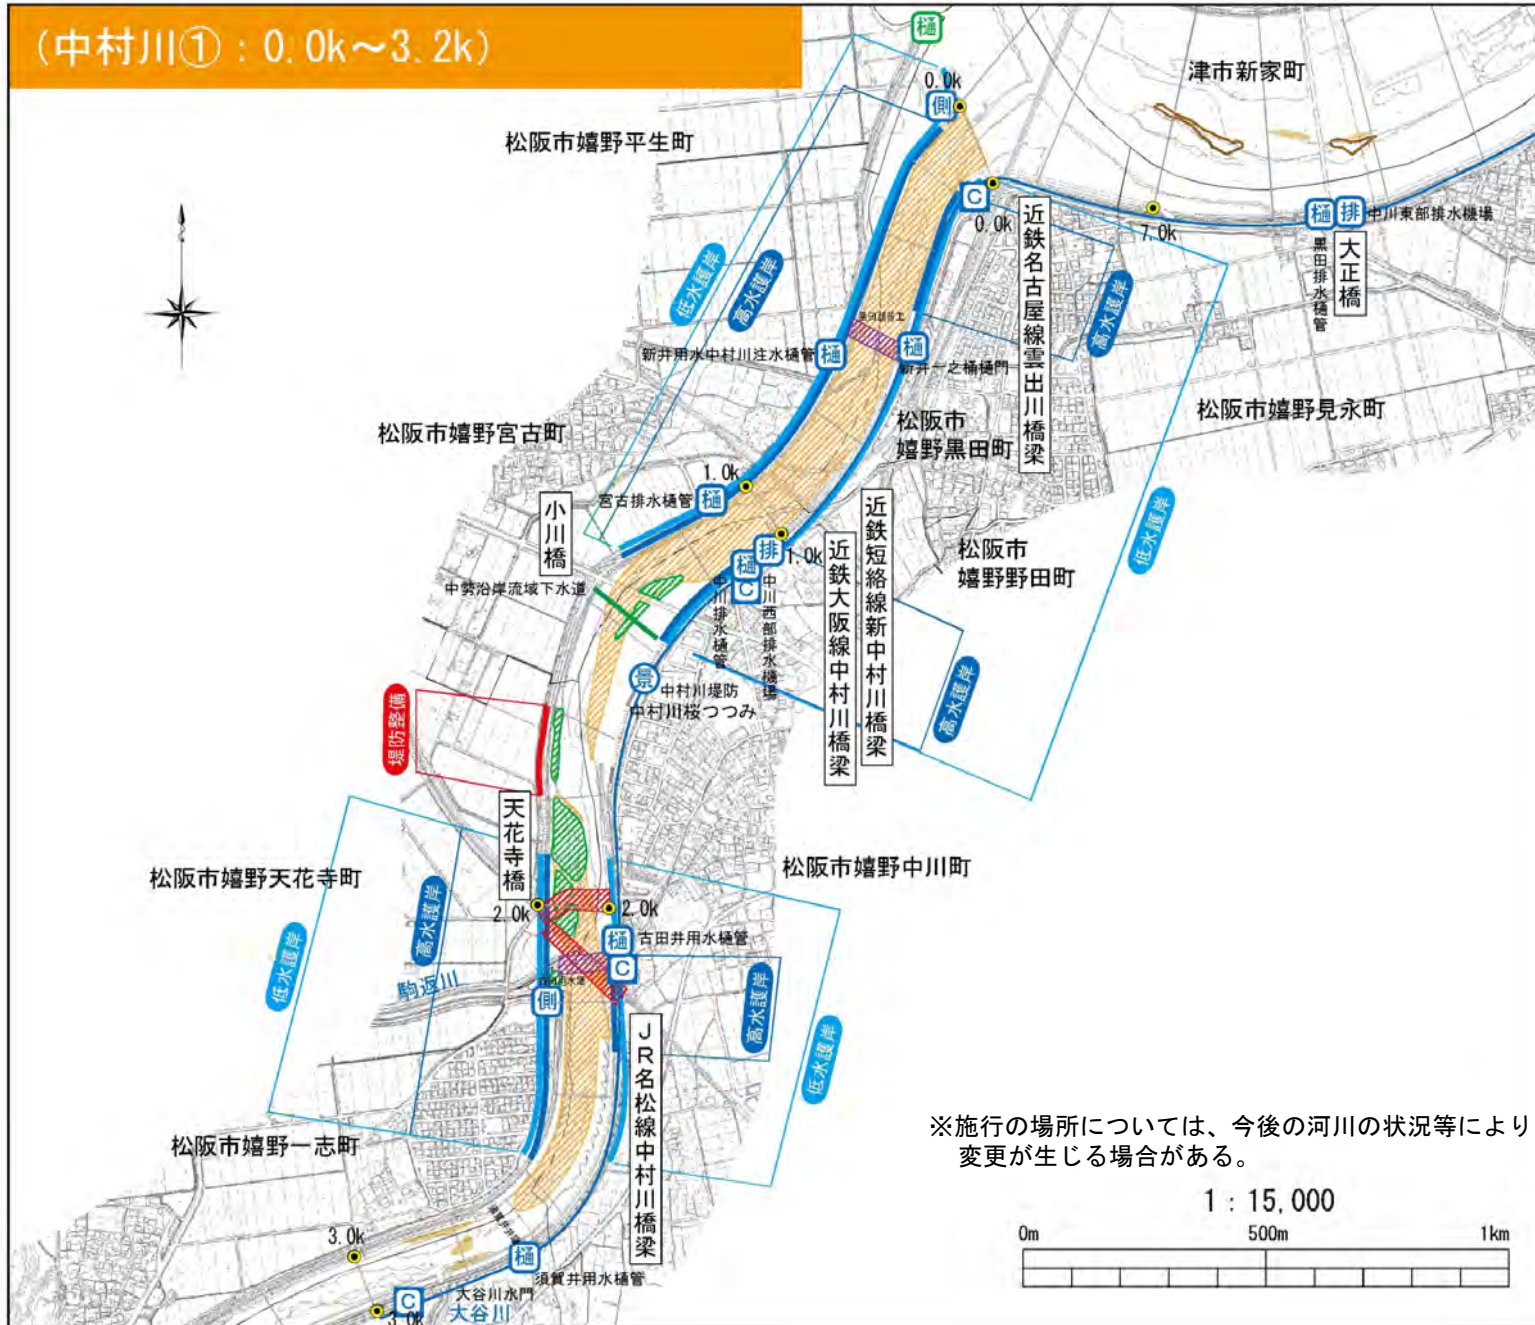 (中村川①:0.0k～3.2k)
樋
津市新家町
0.0k
側
松阪市嬉野平生町
C
0.0k
7.0k
樋
排
中川東部排水機場
黒田排水樋管
大正橋
近鉄名古屋線雲出川橋梁
低水護岸
高水護岸
高水護岸
新井用水中村川注水樋管
樋
樋
新井一之桶樋門
松阪市嬉野宮古町
松阪市
嬉野黒田町
松阪市嬉野見永町
1.0k
宮古排水樋管
樋
小川橋
中勢沿岸流域下水道
排
樋
C
1.0k
中川排水樋管
中川西部排水機場
近鉄大阪線中村川橋梁
近鉄短絡線新中村川橋梁
松阪市
嬉野野田町
低水護岸
高水護岸
景
中村川堤防
中村川桜つつみ
堤防整備
天花寺橋
松阪市嬉野天花寺町
松阪市嬉野中川町
2.0k
2.0k
高水護岸
低水護岸
樋
古田井用水樋管
C
駒返川
側
高水護岸
低水護岸
JR名松線中村川橋梁
松阪市嬉野一志町
3.0k
樋
須賀井用水樋管
大谷川水門
C
3.0k
大谷川
※施行の場所については、今後の河川の状況等により
変更が生じる場合がある。
1:15,000
0m
500m
1km